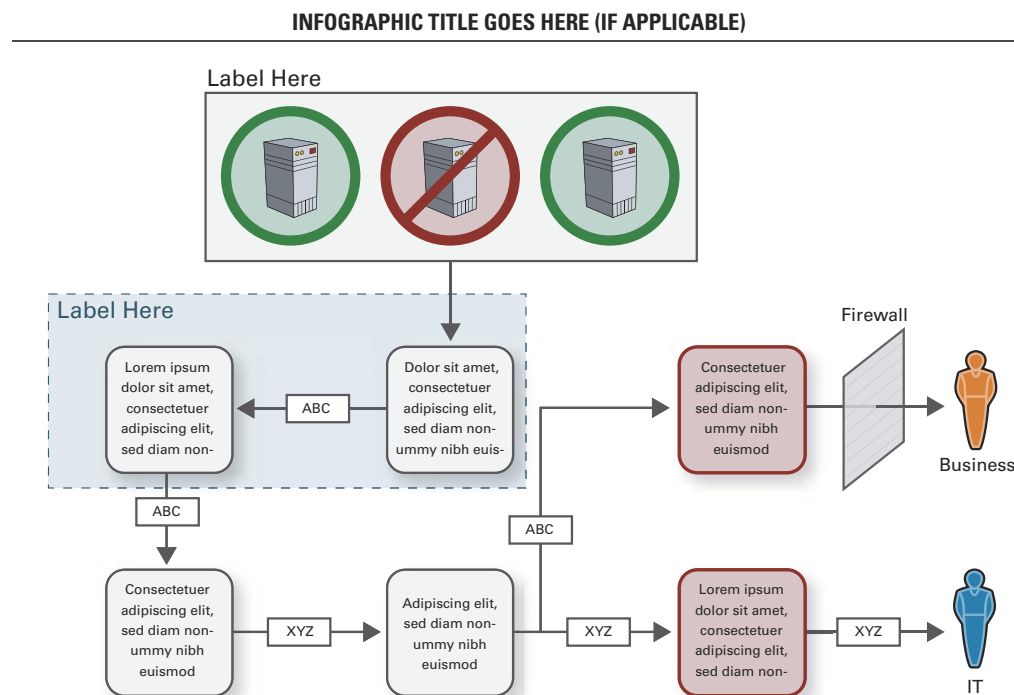 INFOGRAPHIC TITLE GOES HERE (IF APPLICABLE)
Label Here
Label Here
Firewall
Lorem ipsum
dolor sit amet,
consectetuer
adipiscing elit,
sed diam non-
ABC
Dolor sit amet,
consectetuer
adipiscing elit,
sed diam non-
ummy nibh euis-
Consectetuer
adipiscing elit,
sed diam non-
ummy nibh
euismod
Business
ABC
ABC
Consectetuer
adipiscing elit,
sed diam non-
ummy nibh
euismod
XYZ
Adipiscing elit,
sed diam non-
ummy nibh
euismod
XYZ
Lorem ipsum
dolor sit amet,
consectetuer
adipiscing elit,
sed diam non-
XYZ
IT